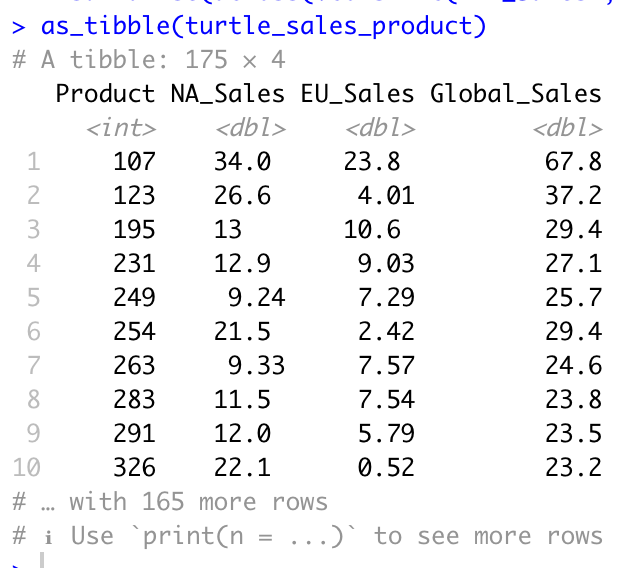 > as_tibble(turtle_sales_product)
# A tibble: 175 × 4
   Product NA_Sales EU_Sales Global_Sales
     <int>    <dbl>    <dbl>        <dbl>
 1     107    34.0     23.8          67.8
 2     123    26.6      4.01         37.2
 3     195    13       10.6          29.4
 4     231    12.9      9.03         27.1
 5     249     9.24     7.29         25.7
 6     254    21.5      2.42         29.4
 7     263     9.33     7.57         24.6
 8     283    11.5      7.54         23.8
 9     291    12.0      5.79         23.5
10     326    22.1      0.52         23.2
# … with 165 more rows
# ℹ Use `print(n = ...)` to see more rows
>